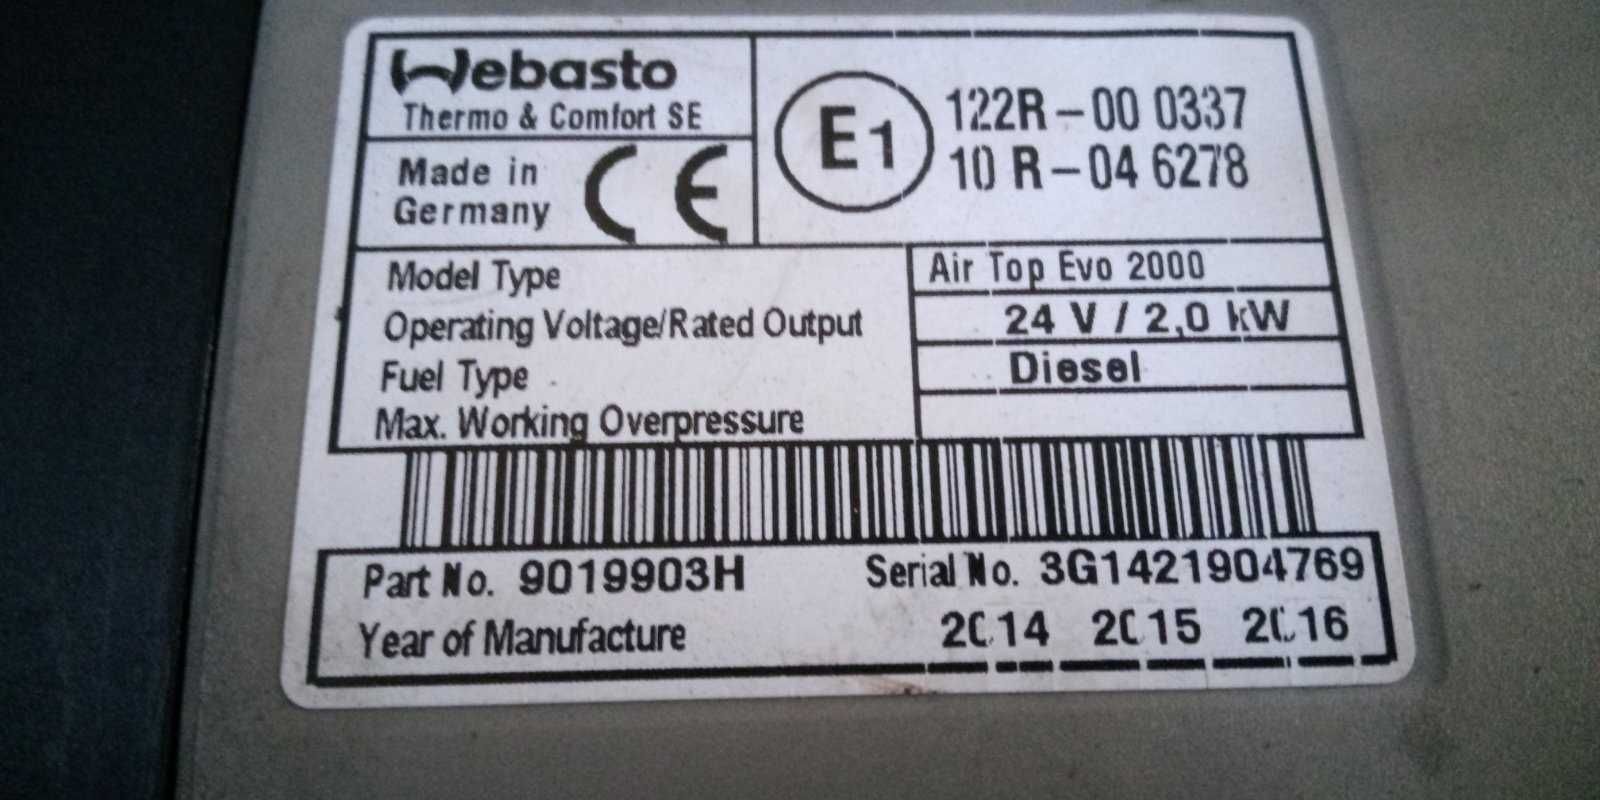 Webasto
Thermo & Comfort SE
Made in
Germany
CE
E1
122R-00 0337
10 R-04 6278
Model Type Air Top Evo 2000
Operating Voltage/Rated Output 24 V / 2,0 kW
Fuel Type Diesel
Max. Working Overpressure
Part No. 9019903H Serial No. 3G1421904769
Year of Manufacture 2014 2015 2016